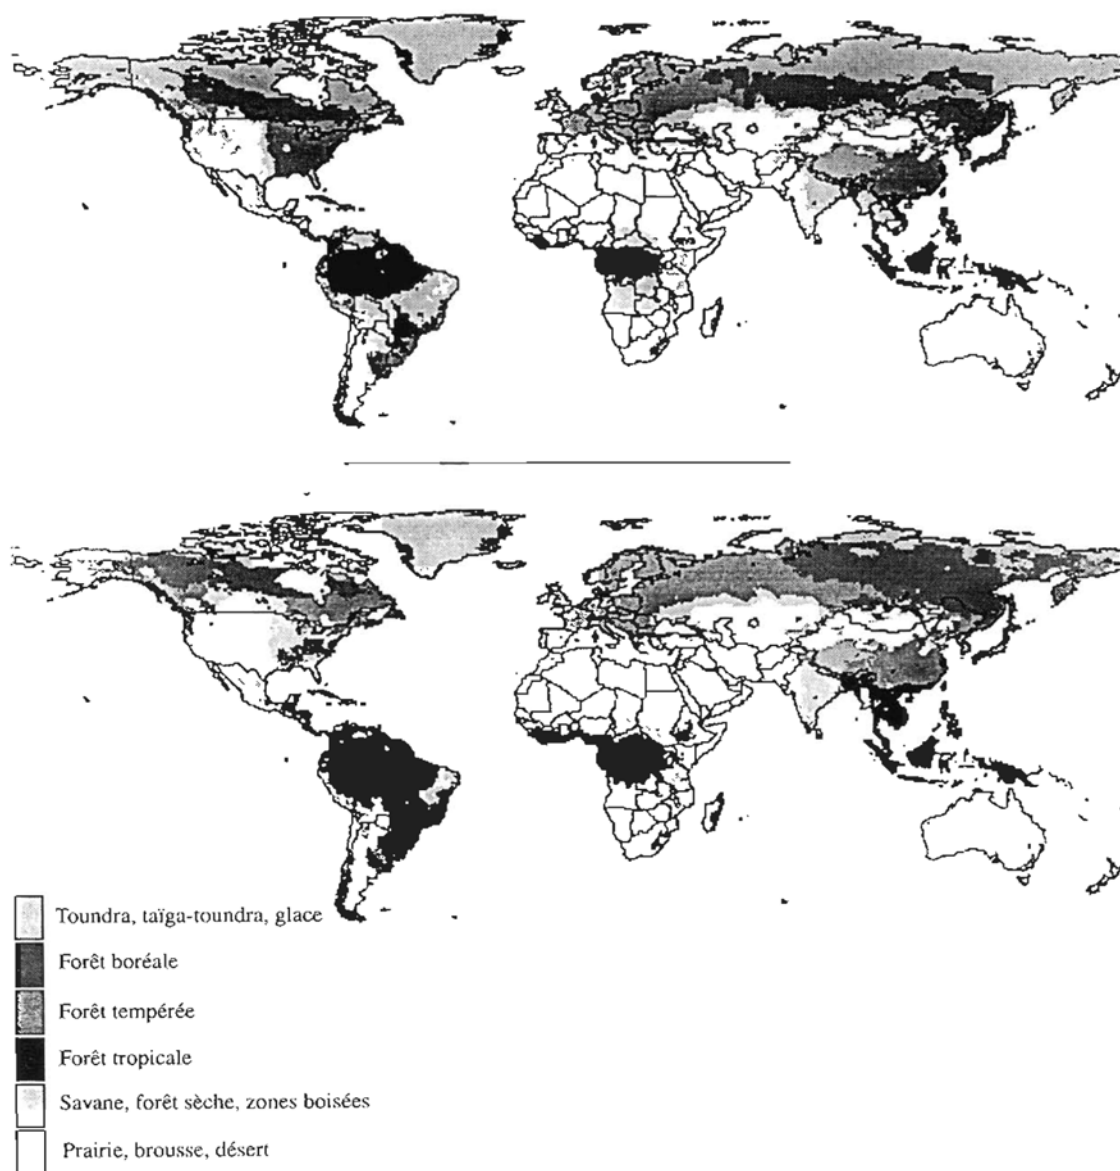 Toundra, taïga-toundra, glace
Forêt boréale
Forêt tempérée
Forêt tropicale
Savane, forêt sèche, zones boisées
Prairie, brousse, désert